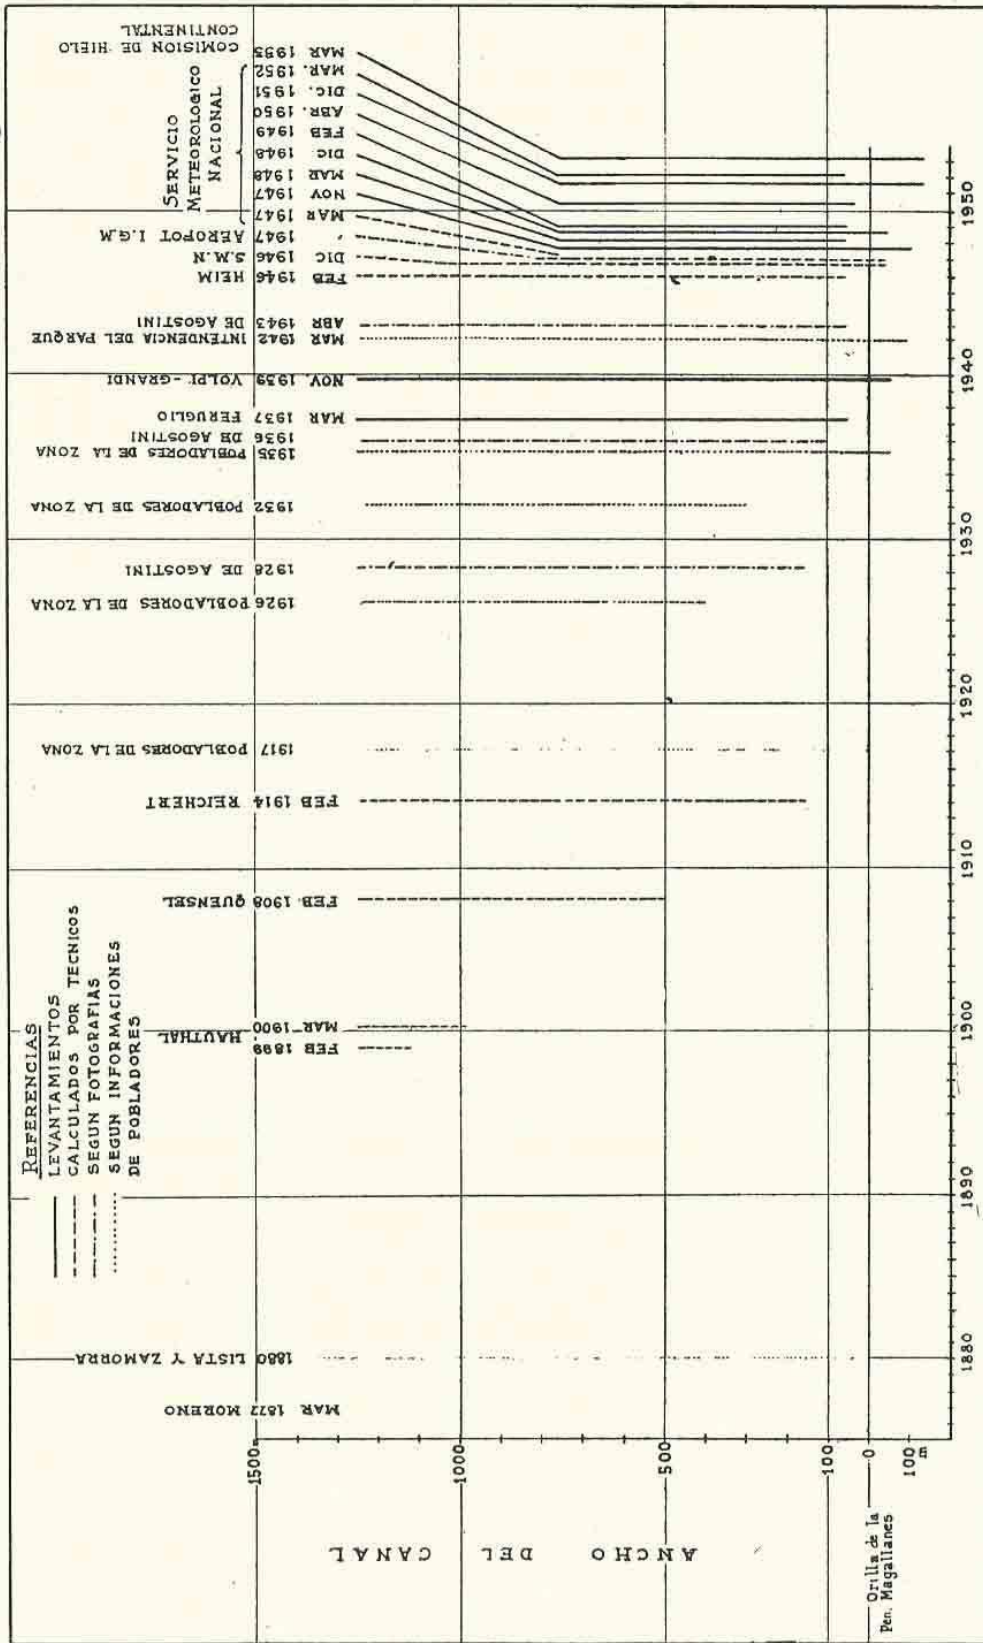 REFERENCIAS
LEVANTAMIENTOS
CALCULADOS POR TECNICOS
SEGUN FOTOGRAFIAS
SEGUN INFORMACIONES
DE POBLADORES
MAR 1877 MORENO
1880 LISTA Y ZAMORRA
FEB 1899
MAR 1900
HAUTHAL
FEB. 1908 QUENSEL
FEB 1914 REICHERT
1917 POBLADORES DE LA ZONA
1926 POBLADORES DE LA ZONA
1928 DE AGOSTINI
1932 POBLADORES DE LA ZONA
1935 POBLADORES DE LA ZONA
1936 DE AGOSTINI
MAR 1937 FERUGLIO
NOV. 1939 VOLPI-GRANDI
MAR 1942 INTENDENCIA DEL PARQUE
ABR 1943 DE AGOSTINI
FEB 1946 HEIM
DIC 1946 S.M.N
1947 AEROFOT I.G.M
MAR 1947
NOV 1947
MAR 1948
DIC 1948
FEB 1949
ABR. 1950
DIC. 1951
MAR. 1952
MAR 1953
SERVICIO
METEOROLOGICO
NACIONAL
COMISION DE HIELO
CONTINENTAL
ANCHO DEL CANAL
1500
1000
500
100
0
100 m
Orilla de la
Pen. Magallanes
1880
1890
1900
1910
1920
1930
1940
1950